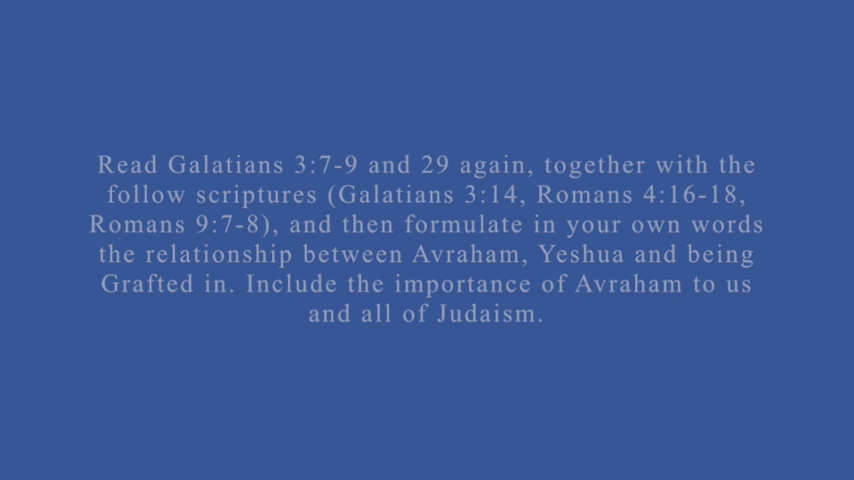 Read Galatians 3:7-9 and 29 again, together with the
follow scriptures (Galatians 3:14, Romans 4:16-18,
Romans 9:7-8), and then formulate in your own words
the relationship between Avraham, Yeshua and being
Grafted in. Include the importance of Avraham to us
and all of Judaism.